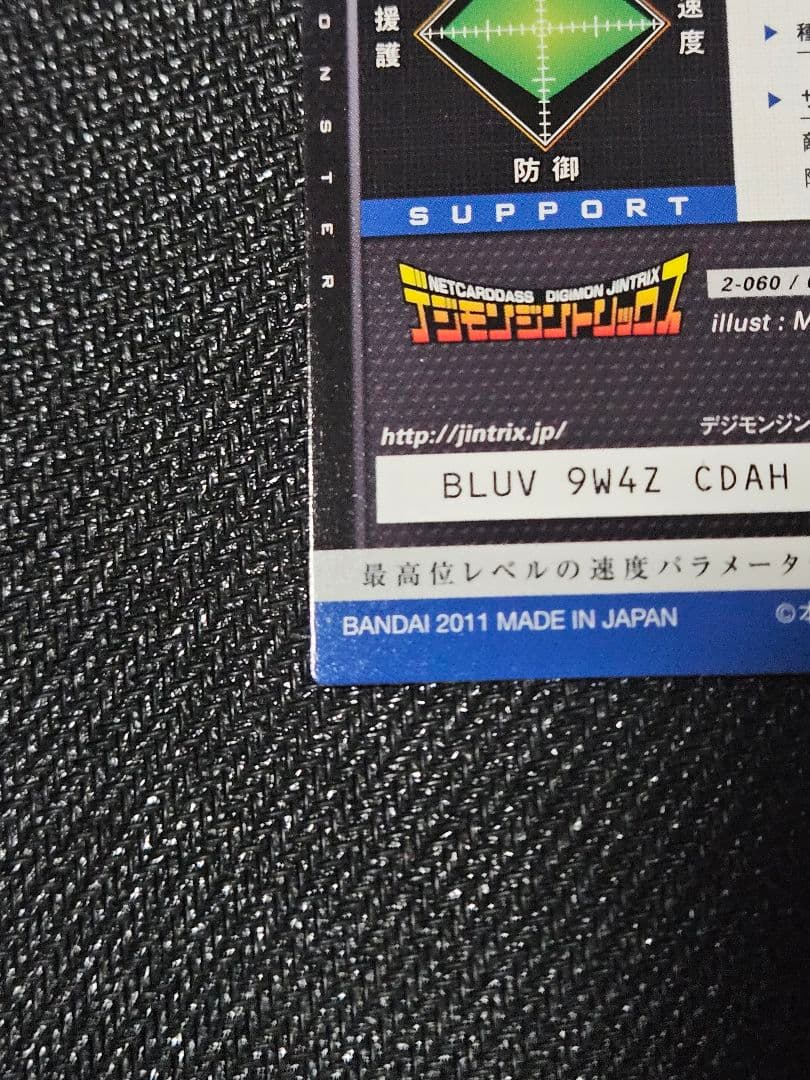 援護
速度
防御
SUPPORT
NETCARDDASS DIGIMON JINTRIX
デジモンジントリックス
2-060 /
illust : M
http://jintrix.jp/
デジモンジン
BLUV 9W4Z CDAH
最高位レベルの速度パラメータ
BANDAI 2011 MADE IN JAPAN
©本